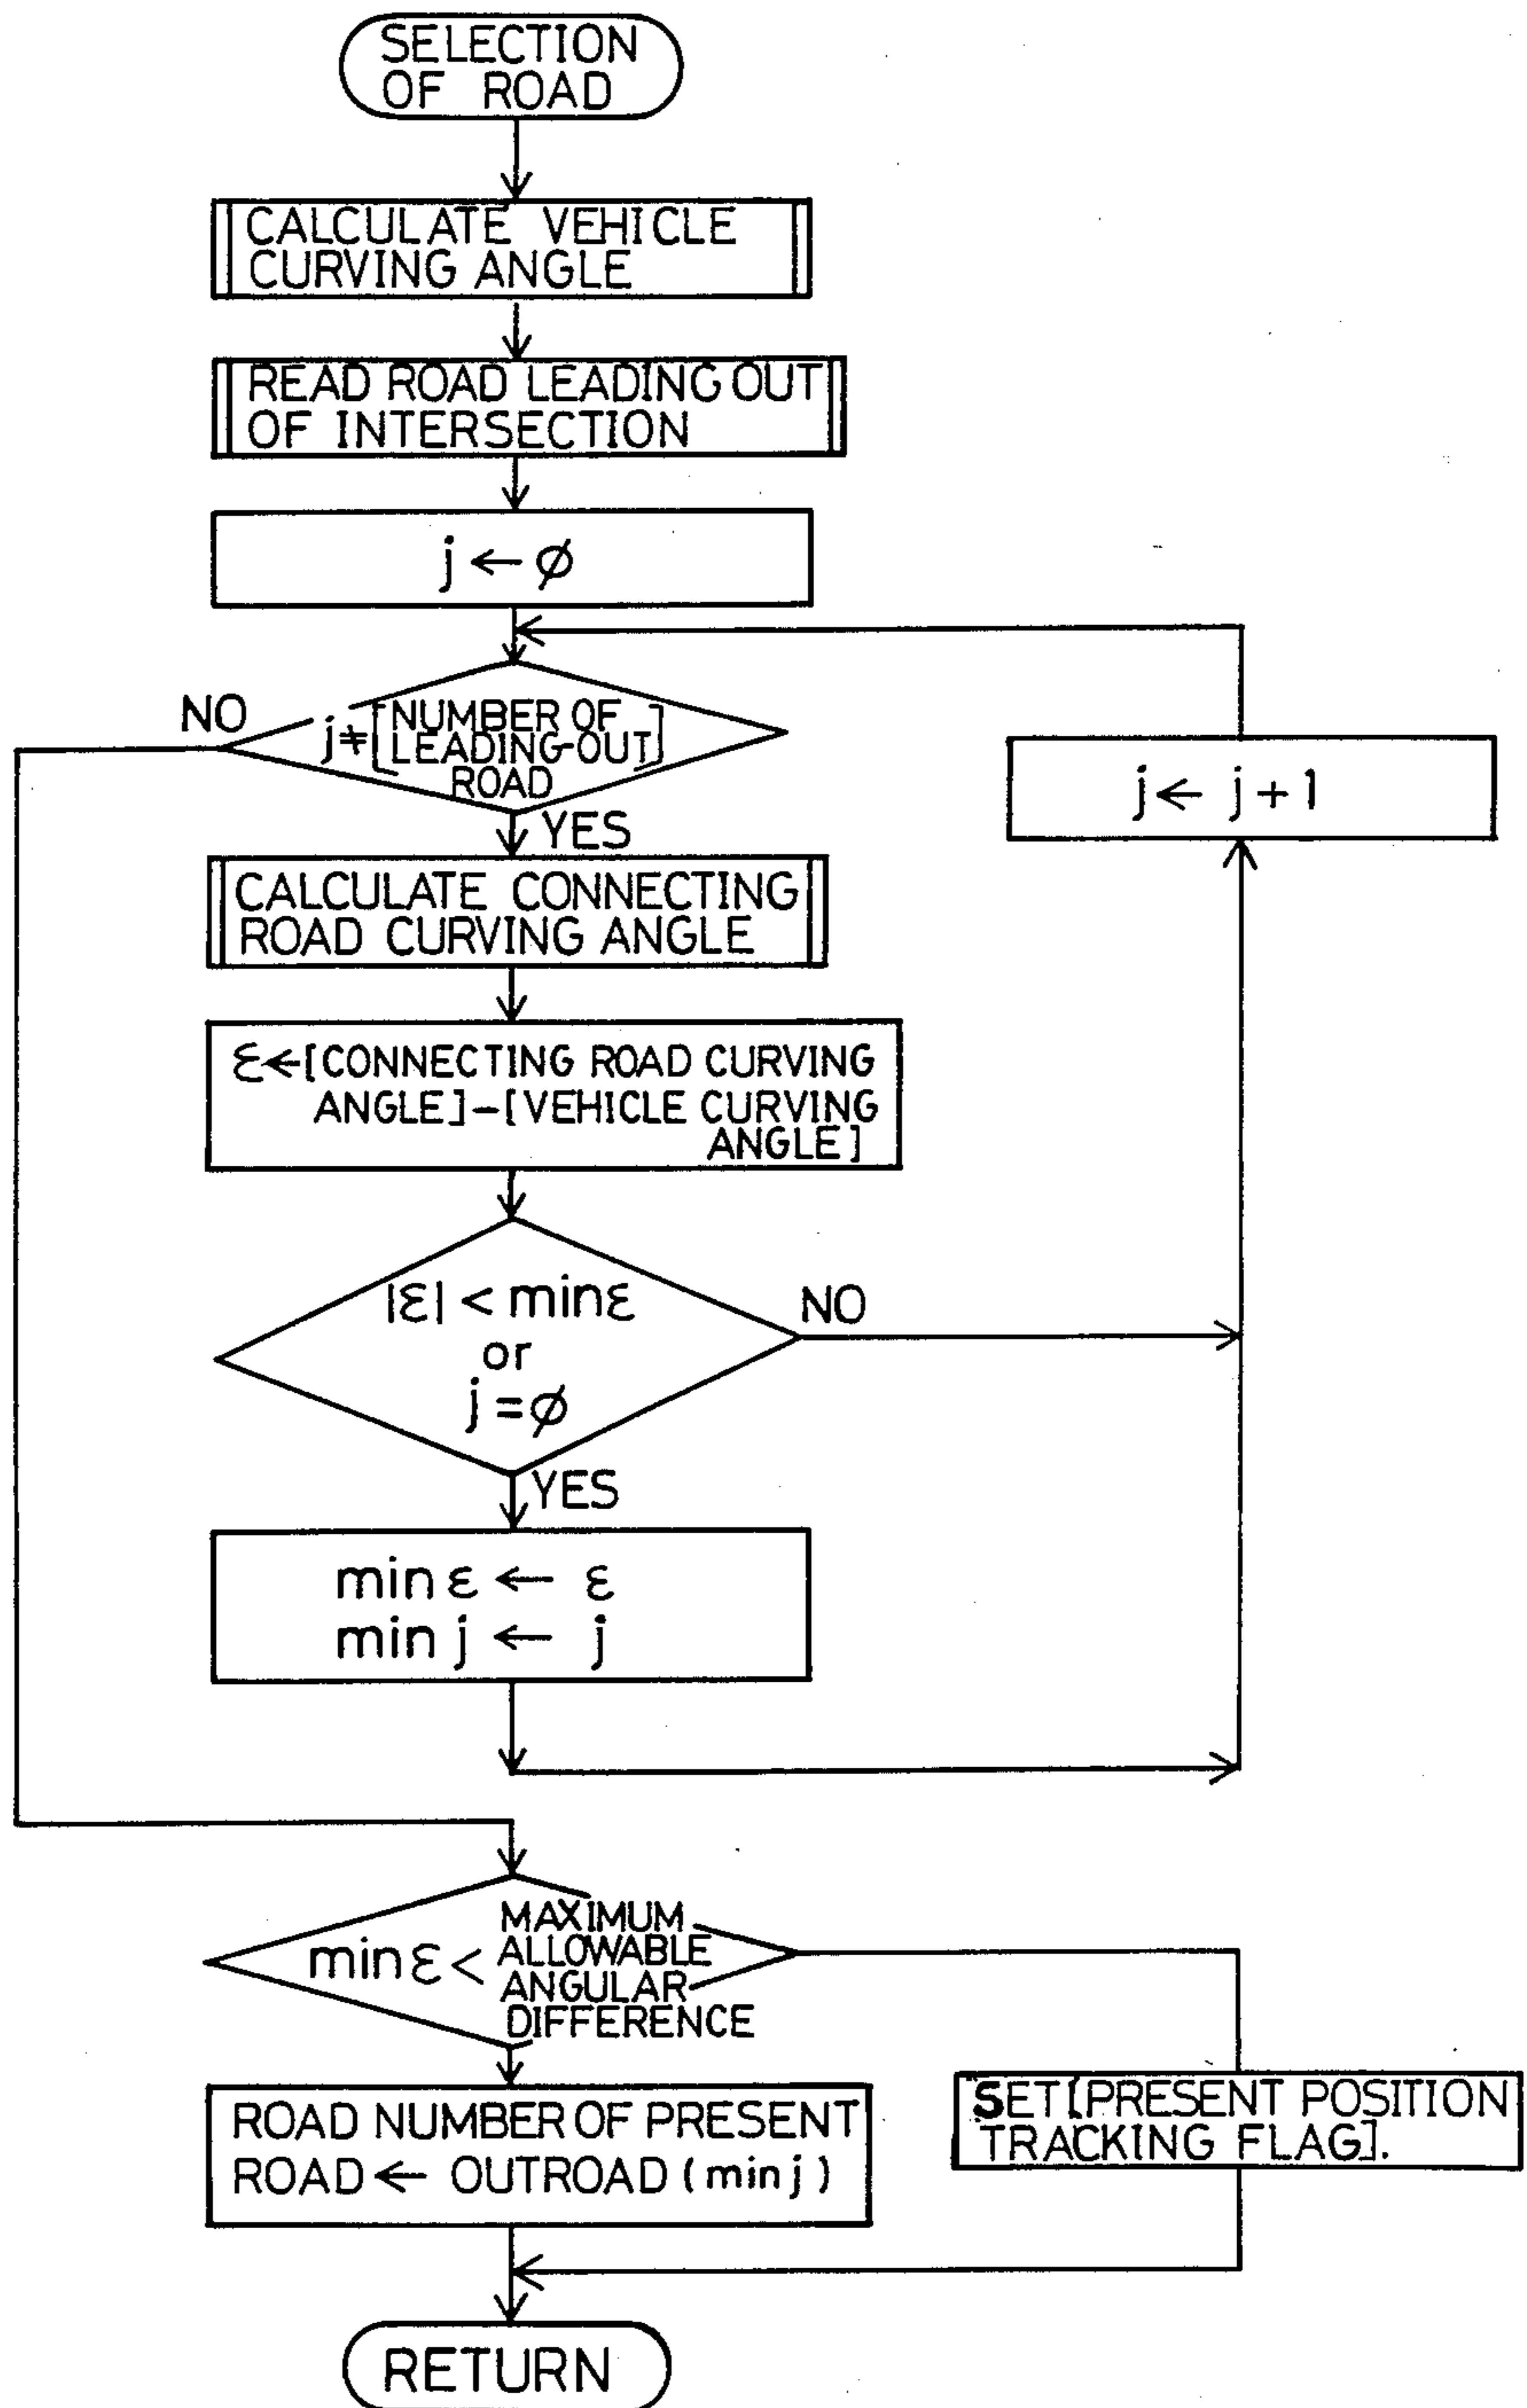 SELECTION
OF ROAD
CALCULATE VEHICLE
CURVING ANGLE
READ ROAD LEADING OUT
OF INTERSECTION
j ← ϕ
NO
j ≠ [NUMBER OF
LEADING-OUT]
ROAD
YES
j ← j + 1
CALCULATE CONNECTING
ROAD CURVING ANGLE
ε ← [CONNECTING ROAD CURVING
ANGLE] – [VEHICLE CURVING
ANGLE]
|ε| < min ε
or
j = ϕ
NO
YES
min ε ← ε
min j ← j
min ε <
MAXIMUM
ALLOWABLE
ANGULAR
DIFFERENCE
ROAD NUMBER OF PRESENT
ROAD ← OUTROAD (min j)
SET [PRESENT POSITION
TRACKING FLAG].
RETURN